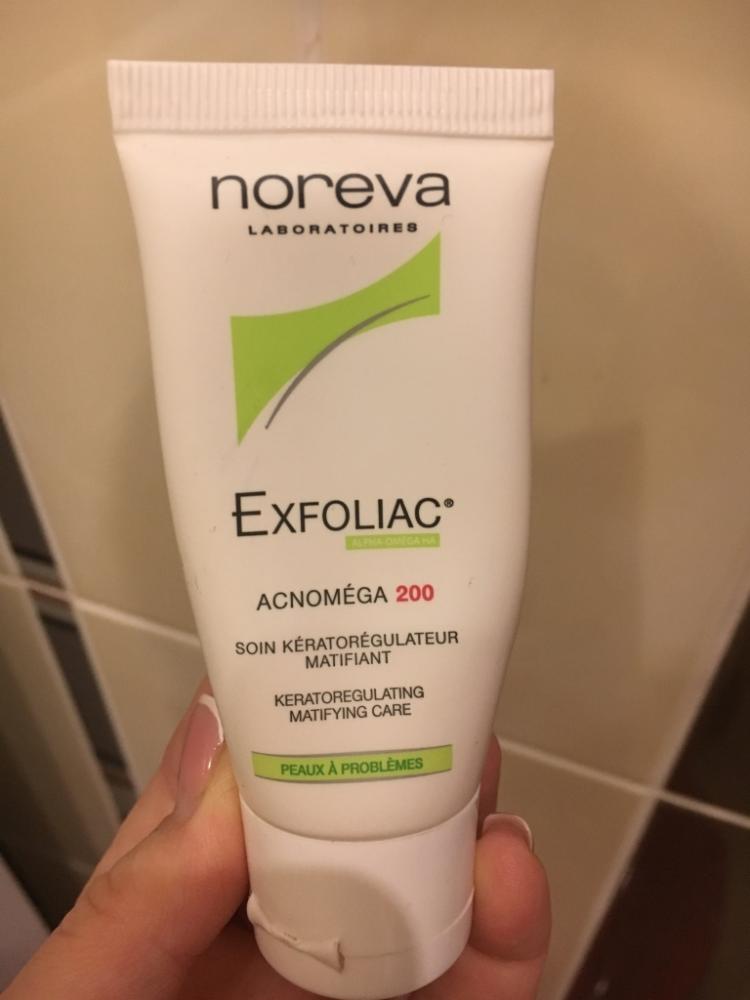 noreva
LABORATOIRES
EXFOLIAC®
ALPHA-OMÉGA HA
ACNOMÉGA 200
SOIN KÉRATORÉGULATEUR
MATIFIANT
KERATOREGULATING
MATIFYING CARE
PEAUX À PROBLÈMES